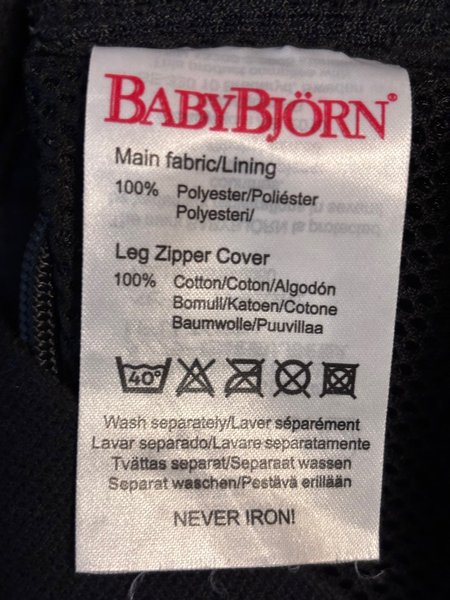 BABYBJÖRN®
Main fabric/Lining
100% Polyester/Poliéster
Polyesteri/
Leg Zipper Cover
100% Cotton/Coton/Algodón
Bomull/Katoen/Cotone
Baumwolle/Puuvillaa
40°
Wash separately/Laver séparément
Lavar separado/Lavare separatamente
Tvättas separat/Separaat wassen
Separat waschen/Pestävä erillään
NEVER IRON!